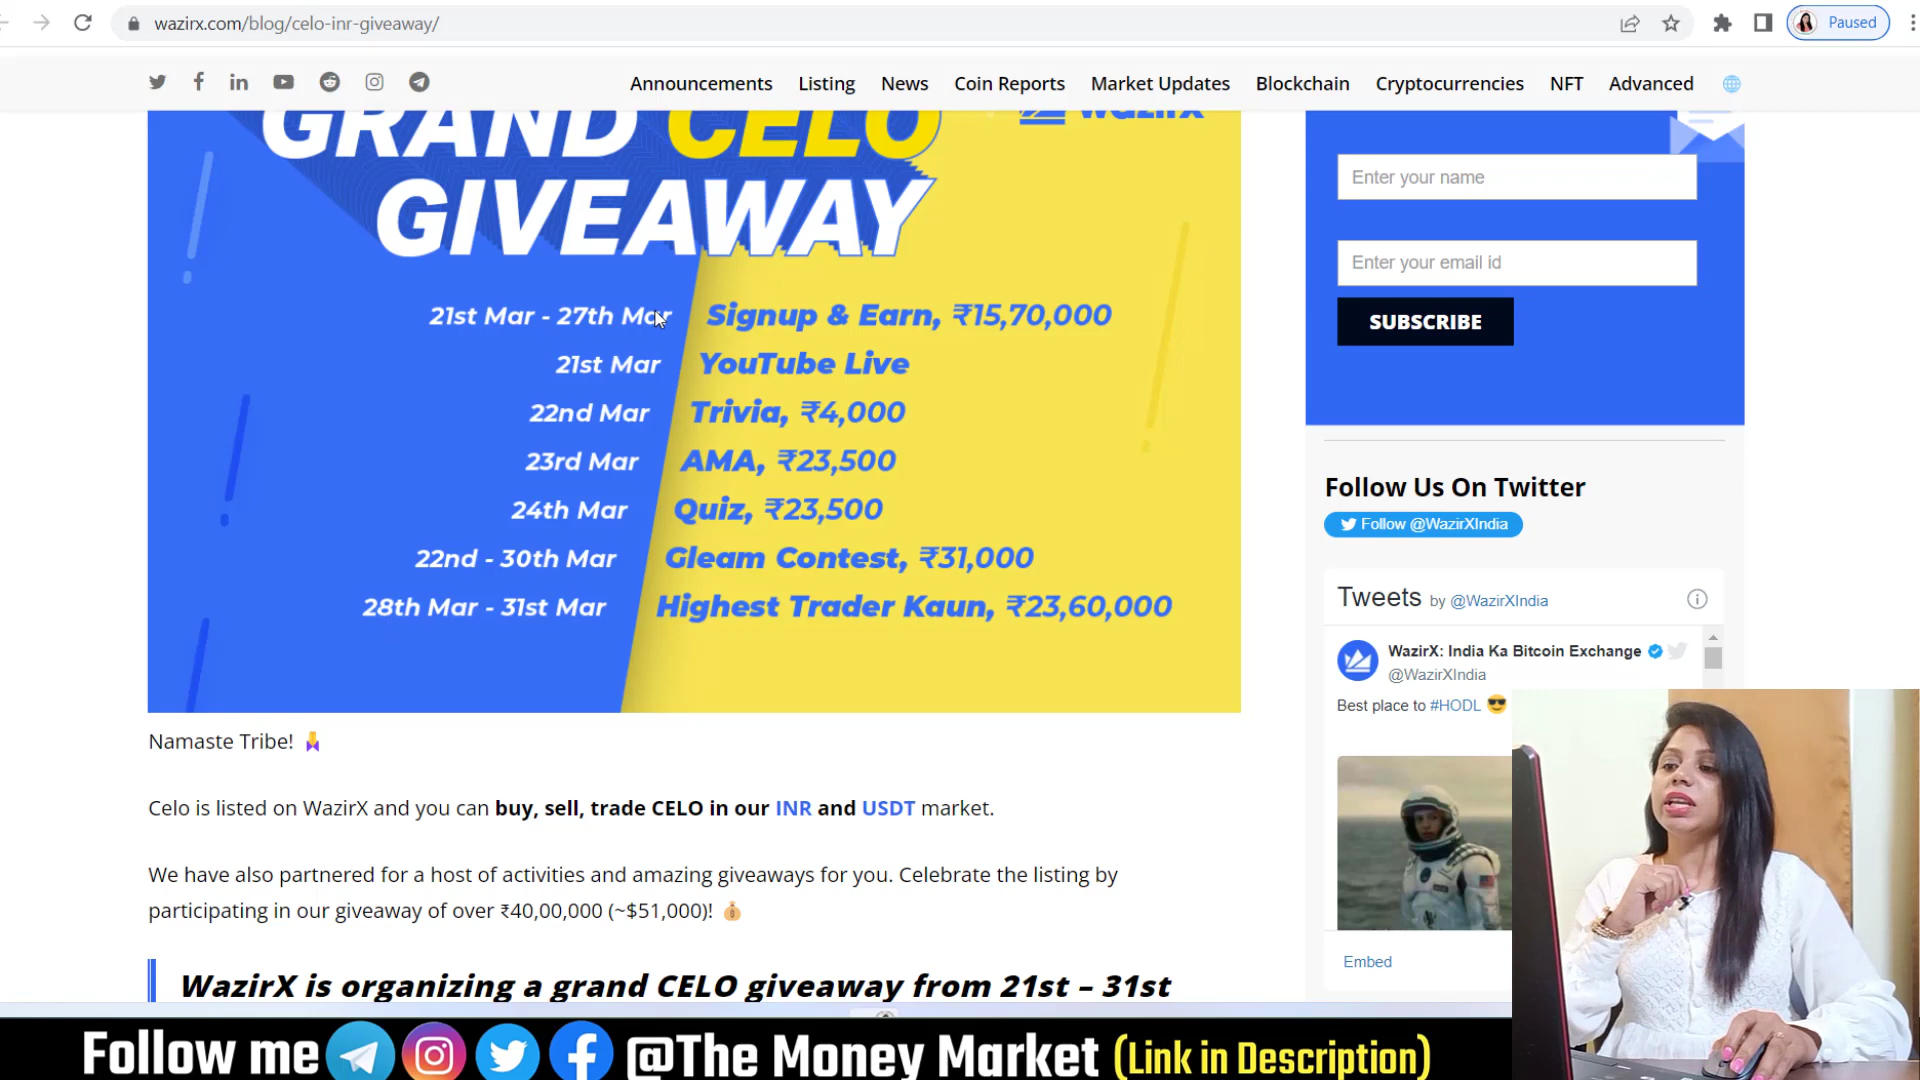 wazirx.com/blog/celo-inr-giveaway/
Paused
Announcements Listing News Coin Reports Market Updates Blockchain Cryptocurrencies NFT Advanced
GRAND CELO
wazirx
GIVEAWAY
21st Mar - 27th Mar Signup & Earn, ₹15,70,000
21st Mar YouTube Live
22nd Mar Trivia, ₹4,000
23rd Mar AMA, ₹23,500
24th Mar Quiz, ₹23,500
22nd - 30th Mar Gleam Contest, ₹31,000
28th Mar - 31st Mar Highest Trader Kaun, ₹23,60,000
Namaste Tribe!
Celo is listed on WazirX and you can buy, sell, trade CELO in our INR and USDT market.
We have also partnered for a host of activities and amazing giveaways for you. Celebrate the listing by
participating in our giveaway of over ₹40,00,000 (~$51,000)!
WazirX is organizing a grand CELO giveaway from 21st – 31st
Enter your name
Enter your email id
SUBSCRIBE
Follow Us On Twitter
Follow @WazirXIndia
Tweets by @WazirXIndia
WazirX: India Ka Bitcoin Exchange
@WazirXIndia
Best place to #HODL
Embed
Follow me @The Money Market (Link in Description)